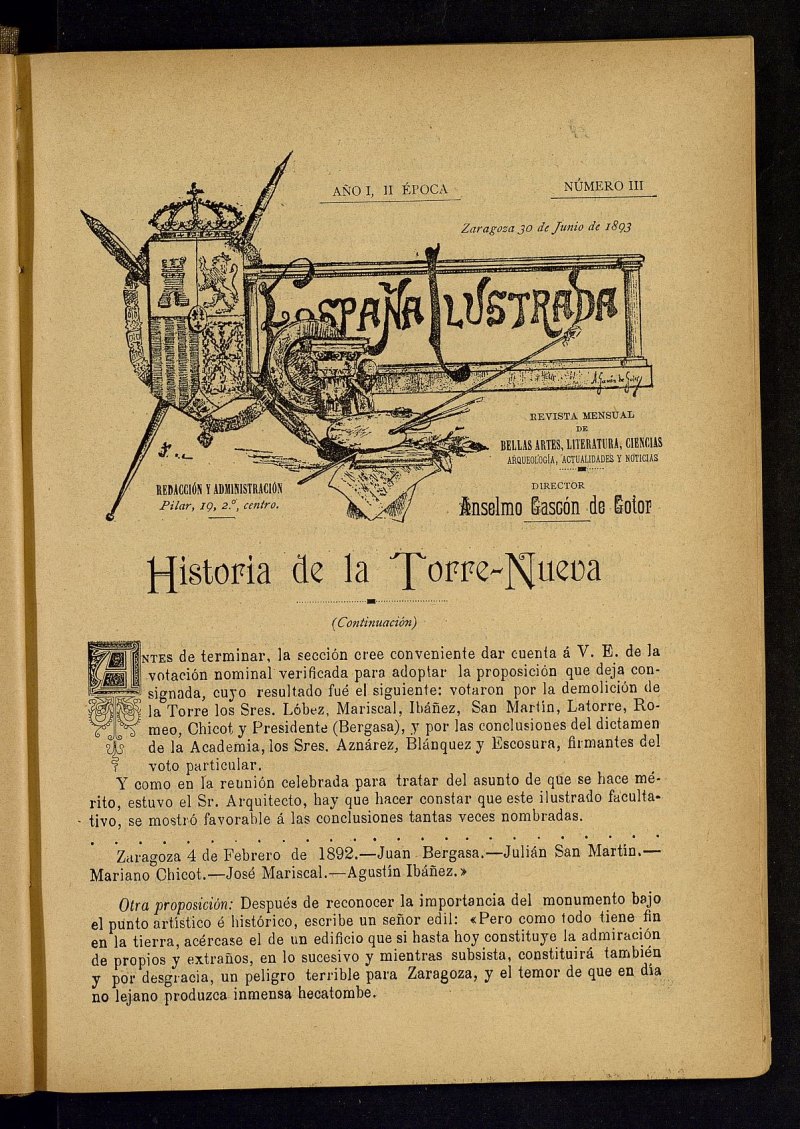 AÑO I, II ÉPOCA
NÚMERO III
Zaragoza 30 de Junio de 1893
España Ilustrada
REVISTA MENSUAL
DE
BELLAS ARTES, LITERATURA, CIENCIAS
ARQUEOLOGÍA, ACTUALIDADES Y NOTICIAS
DIRECTOR
Anselmo Gascón de Gotor
REDACCIÓN Y ADMINISTRACIÓN
Pilar, 19, 2.º, centro.
Historia de la Torre-Nueva
(Continuación)
ANTES de terminar, la sección cree conveniente dar cuenta á V. E. de la
votación nominal verificada para adoptar la proposición que deja con-
signada, cuyo resultado fué el siguiente: votaron por la demolición de
la Torre los Sres. Lóbez, Mariscal, Ibáñez, San Martín, Latorre, Ro-
meo, Chicot y Presidente (Bergasa), y por las conclusiones del dictamen
de la Academia, los Sres. Aznárez, Blánquez y Escosura, firmantes del
voto particular.
Y como en la reunión celebrada para tratar del asunto de que se hace mé-
rito, estuvo el Sr. Arquitecto, hay que hacer constar que este ilustrado faculta-
tivo, se mostró favorable á las conclusiones tantas veces nombradas.
Zaragoza 4 de Febrero de 1892.—Juan Bergasa.—Julián San Martín.—
Mariano Chicot.—José Mariscal.—Agustín Ibáñez.»
Otra proposición: Después de reconocer la importancia del monumento bajo
el punto artístico é histórico, escribe un señor edil: «Pero como todo tiene fin
en la tierra, acércase el de un edificio que si hasta hoy constituye la admiración
de propios y extraños, en lo sucesivo y mientras subsista, constituirá también
y por desgracia, un peligro terrible para Zaragoza, y el temor de que en día
no lejano produzca inmensa hecatombe.